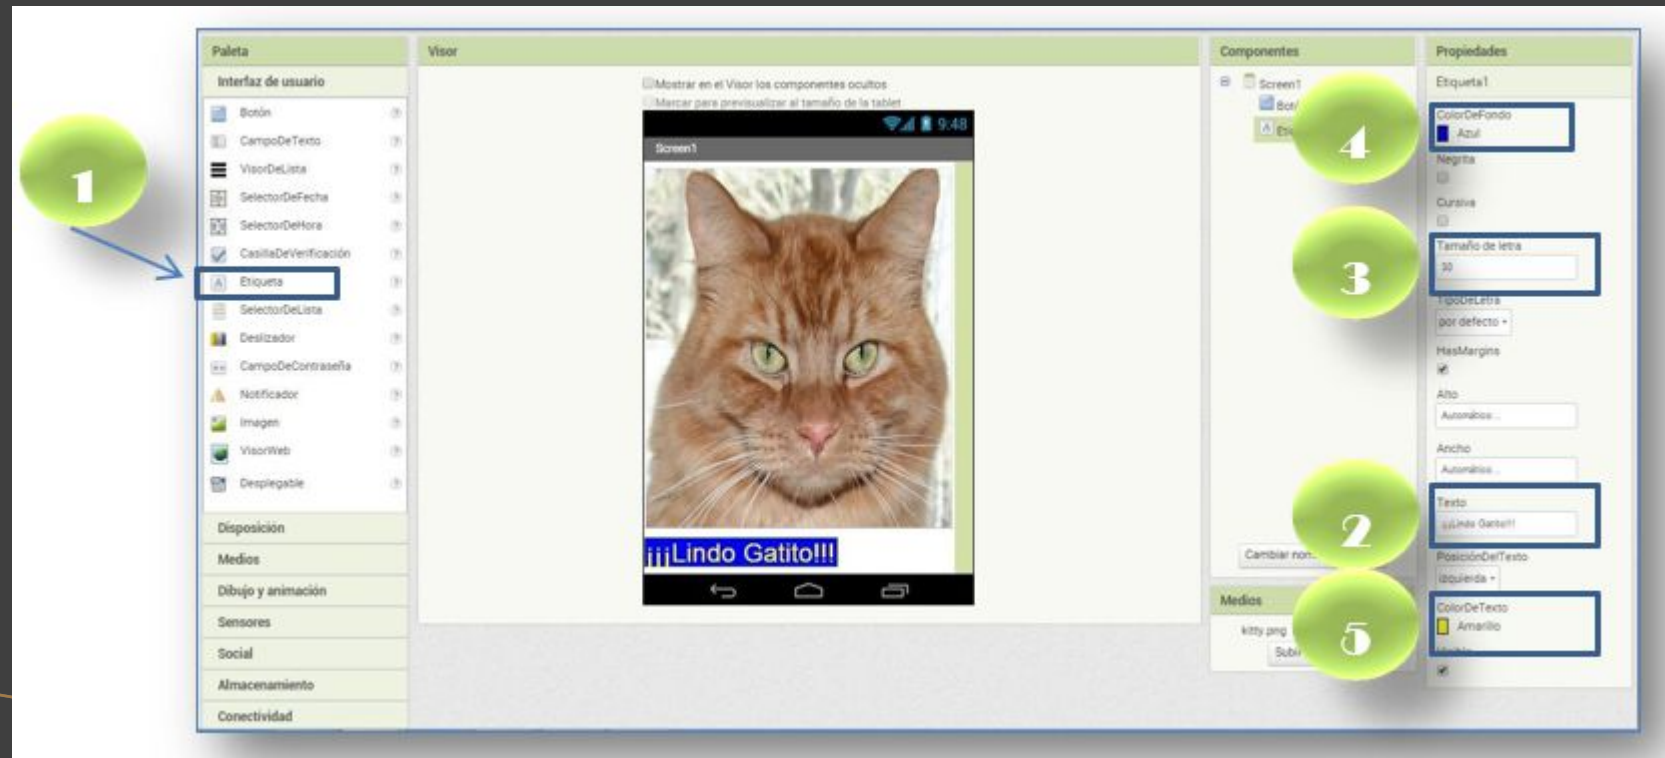 Paleta
Interfaz de usuario
Botón
CampoDeTexto
VisorDeLista
SelectorDeFecha
SelectorDeHora
CasillaDeVerificación
Etiqueta
SelectorDeLista
Deslizador
CampoDeContraseña
Notificador
Imagen
VisorWeb
Desplegable
Disposición
Medios
Dibujo y animación
Sensores
Social
Almacenamiento
Conectividad
1
Visor
Mostrar en el Visor los componentes ocultos
Marcar para previsualizar al tamaño de la tablet
9:48
Screen1
¡¡¡Lindo Gatito!!!
Componentes
Screen1
Cambiar
Medios
kitty.png
4
3
2
5
Propiedades
Etiqueta1
ColorDeFondo
Azul
Negrita
Cursiva
Tamaño de letra
30
TipoDeLetra
por defecto
HasMargins
Alto
Automático...
Ancho
Automático...
Texto
¡¡¡Lindo Gatito!!!
PosiciónDelTexto
izquierda
ColorDeTexto
Amarillo